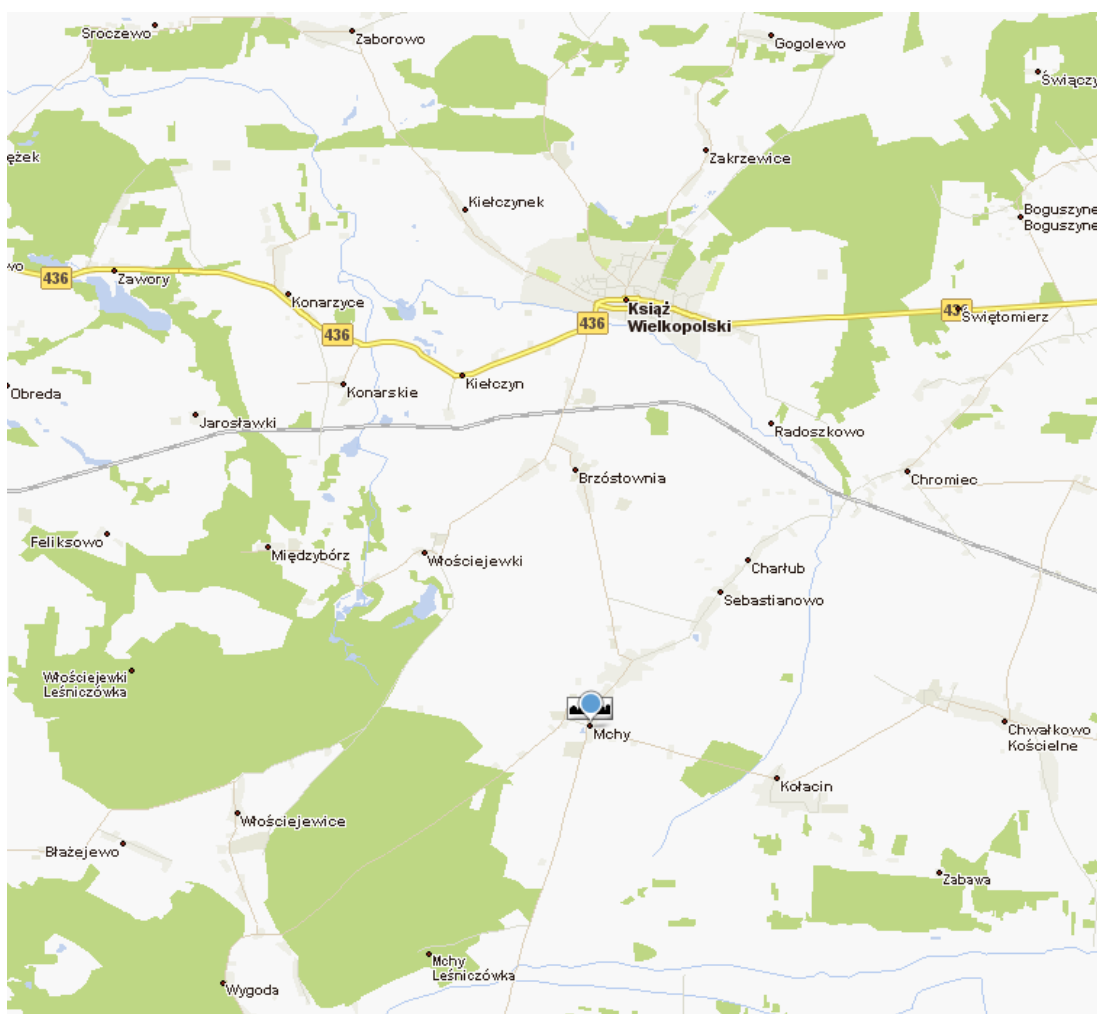 Sroczewo
Zaborowo
Gogolewo
Święczy
Zakrzewice
ężek
Kiełczynek
Boguszyne
Boguszyne
wo
436
Zawory
Konarzyce
Książ
Wielkopolski
436
Świętomierz
436
436
Obreda
Konarskie
Kiełczyn
Jarosławki
Radoszkowo
Brzóstownia
Chromiec
Feliksowo
Międzybórz
Włościejewki
Charłub
Sebastianowo
Włościejewki
Leśniczówka
Mchy
Chwałkowo
Kościelne
Kołacin
Włościejewice
Błażejewo
Zabawa
Mchy
Leśniczówka
Wygoda